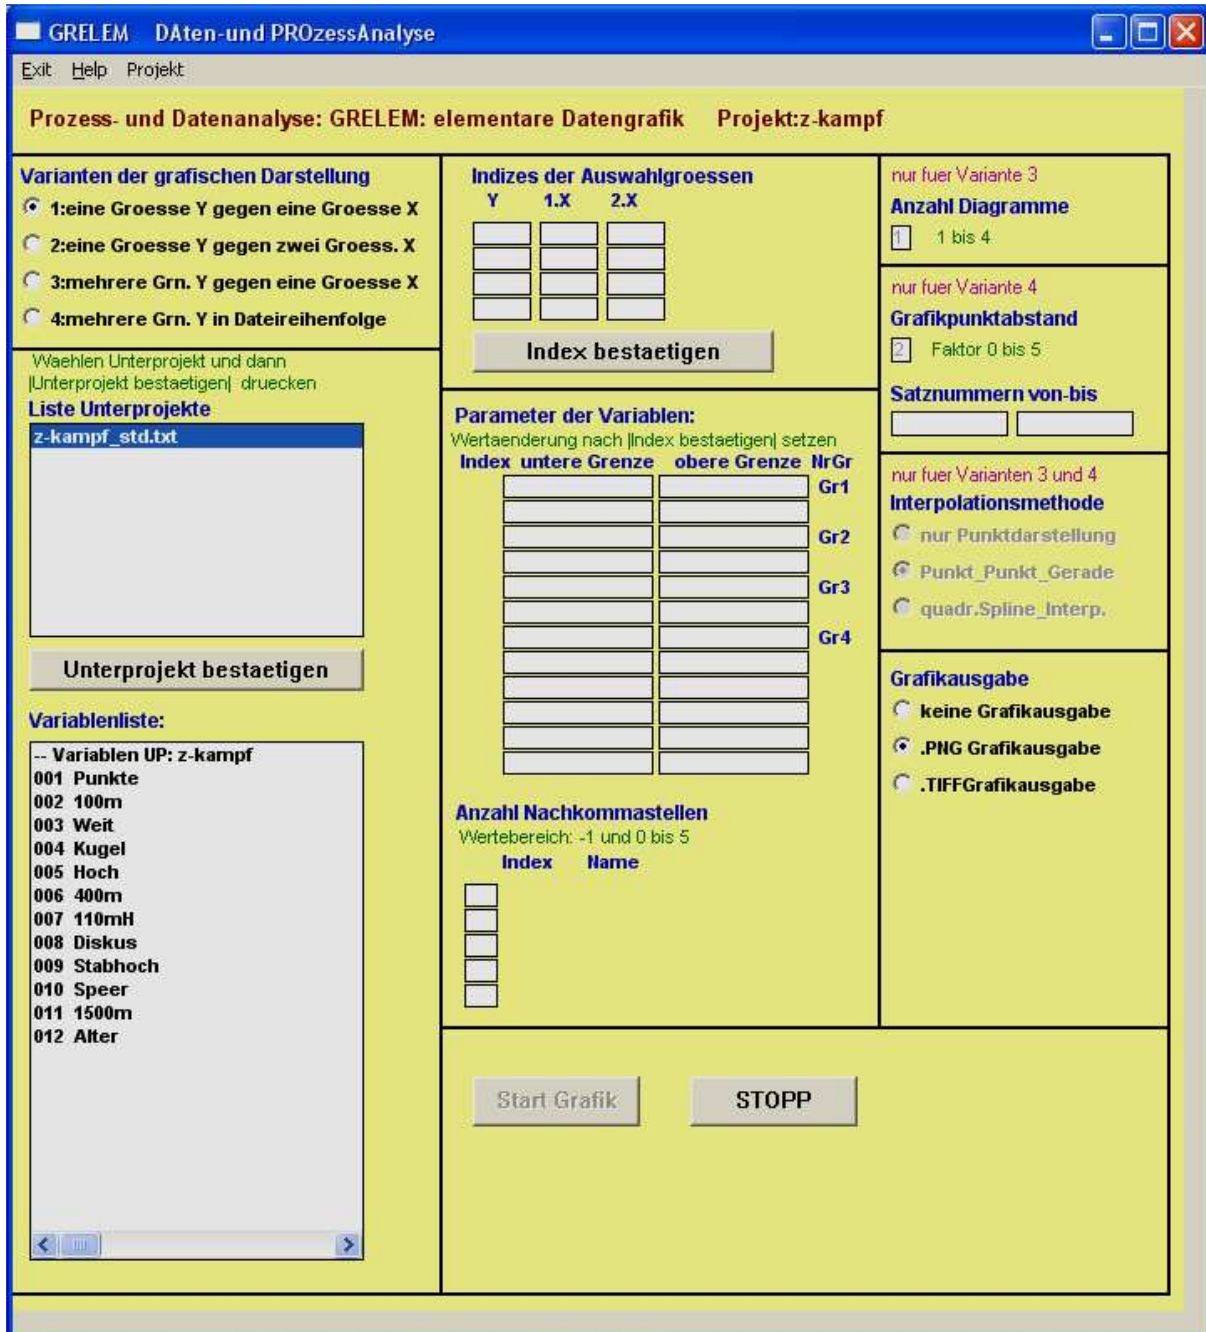 GRELEM DAten-und PROzessAnalyse
Exit Help Projekt
Prozess- und Datenanalyse: GRELEM: elementare Datengrafik Projekt:z-kampf
Varianten der grafischen Darstellung
1:eine Groesse Y gegen eine Groesse X
2:eine Groesse Y gegen zwei Groess. X
3:mehrere Grn. Y gegen eine Groesse X
4:mehrere Grn. Y in Dateireihenfolge
Waehlen Unterprojekt und dann
|Unterprojekt bestaetigen| druecken
Liste Unterprojekte
z-kampf_std.txt
Unterprojekt bestaetigen
Variablenliste:
-- Variablen UP: z-kampf
001 Punkte
002 100m
003 Weit
004 Kugel
005 Hoch
006 400m
007 110mH
008 Diskus
009 Stabhoch
010 Speer
011 1500m
012 Alter
Indizes der Auswahlgroessen
Y 1.X 2.X
Index bestaetigen
Parameter der Variablen:
Wertaenderung nach |Index bestaetigen| setzen
Index untere Grenze obere Grenze NrGr
Gr1
Gr2
Gr3
Gr4
Anzahl Nachkommastellen
Wertebereich: -1 und 0 bis 5
Index Name
Start Grafik STOPP
nur fuer Variante 3
Anzahl Diagramme
1 1 bis 4
nur fuer Variante 4
Grafikpunktabstand
2 Faktor 0 bis 5
Satznummern von-bis
nur fuer Varianten 3 und 4
Interpolationsmethode
nur Punktdarstellung
Punkt_Punkt_Gerade
quadr.Spline_Interp.
Grafikausgabe
keine Grafikausgabe
.PNG Grafikausgabe
.TIFFGrafikausgabe